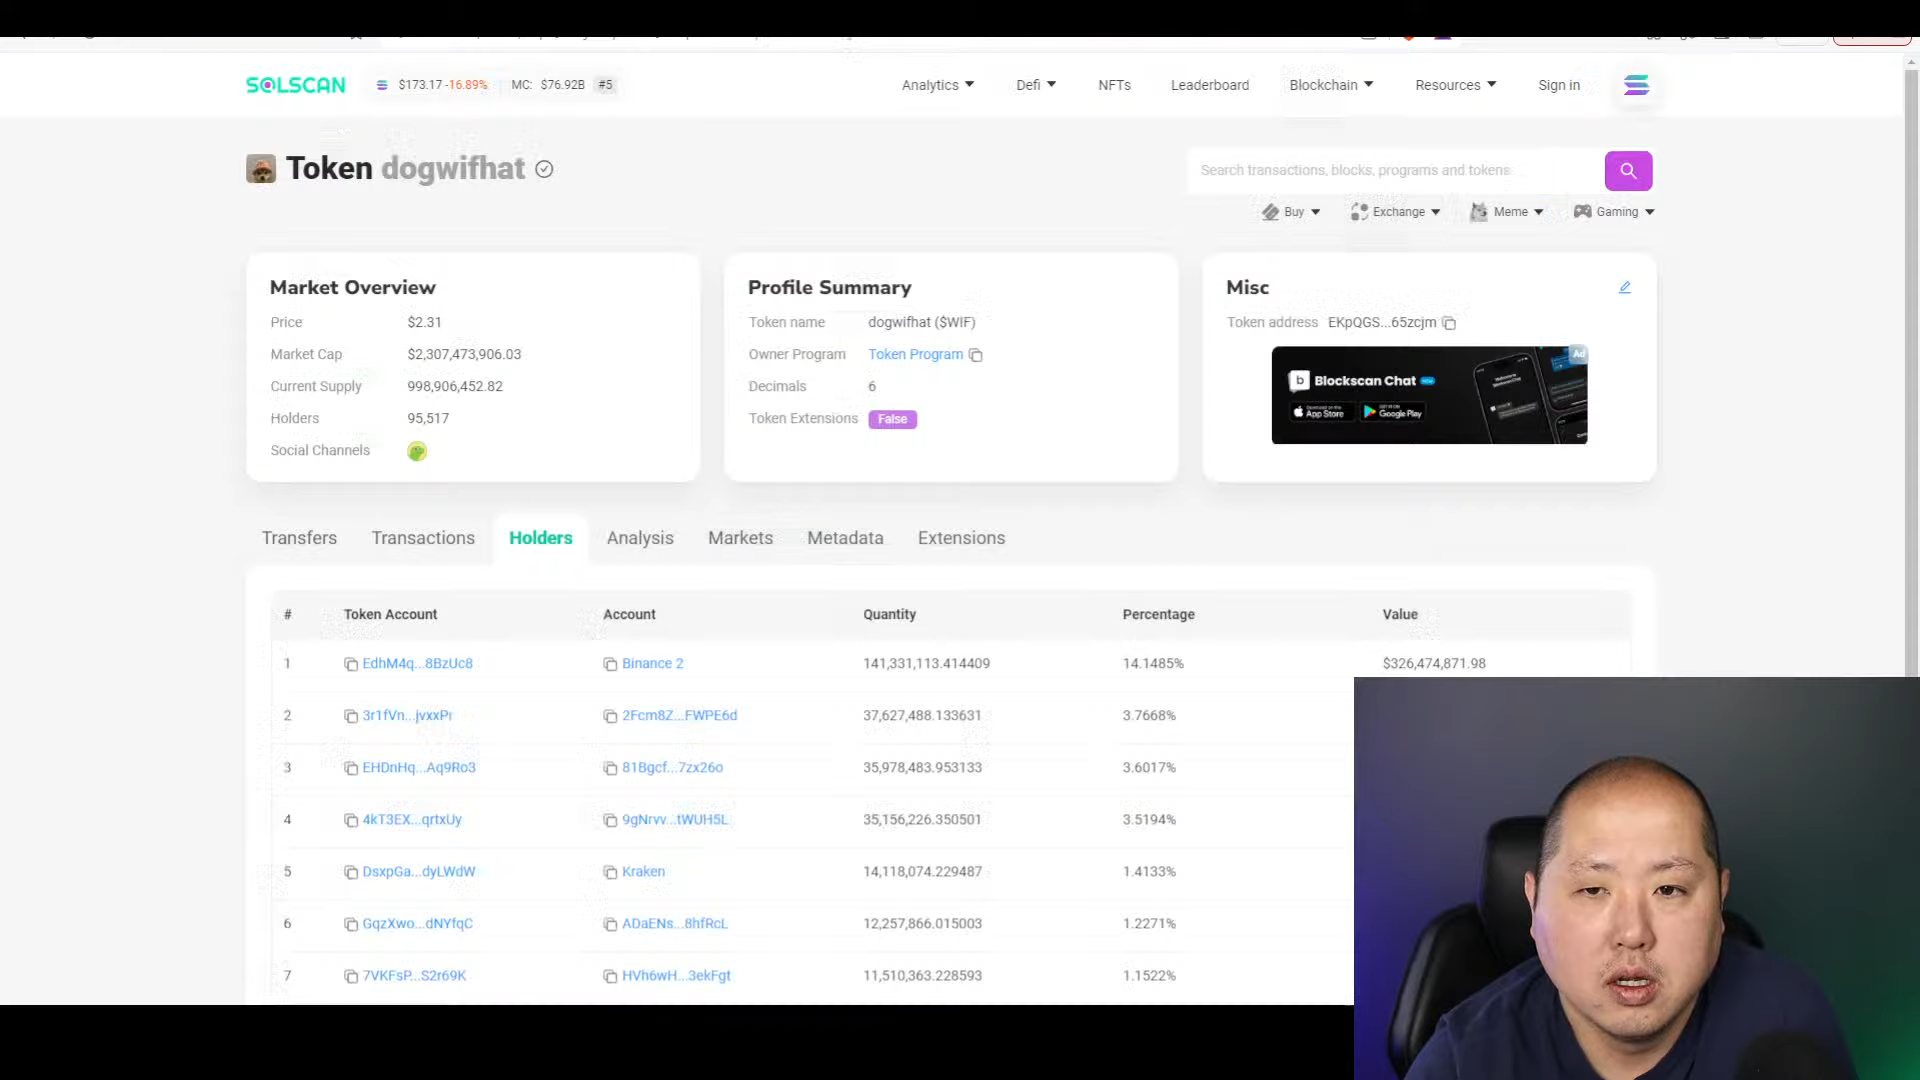 SOLSCAN
$173.17 -16.89% MC: $76.92B #5
Analytics Defi NFTs Leaderboard Blockchain Resources Sign in
Token dogwifhat
Search transactions, blocks, programs and tokens
Buy Exchange Meme Gaming
Market Overview
Price $2.31
Market Cap $2,307,473,906.03
Current Supply 998,906,452.82
Holders 95,517
Social Channels
Profile Summary
Token name dogwifhat ($WIF)
Owner Program Token Program
Decimals 6
Token Extensions False
Misc
Token address EKpQGS...65zcjm
Ad
Blockscan Chat
App Store Google Play
Transfers Transactions Holders Analysis Markets Metadata Extensions
# Token Account Account Quantity Percentage Value
1 EdhM4q...8BzUc8 Binance 2 141,331,113.414409 14.1485% $326,474,871.98
2 3r1fVn...jvxxPr 2Fcm8Z...FWPE6d 37,627,488.133631 3.7668%
3 EHDnHq...Aq9Ro3 81Bgcf...7zx26o 35,978,483.953133 3.6017%
4 4kT3EX...qrtxUy 9gNrvv...tWUH5L 35,156,226.350501 3.5194%
5 DsxpGa...dyLWdW Kraken 14,118,074.229487 1.4133%
6 GqzXwo...dNYfqC ADaENs...8hfRcL 12,257,866.015003 1.2271%
7 7VKFsP...S2r69K HVh6wH...3ekFgt 11,510,363.228593 1.1522%